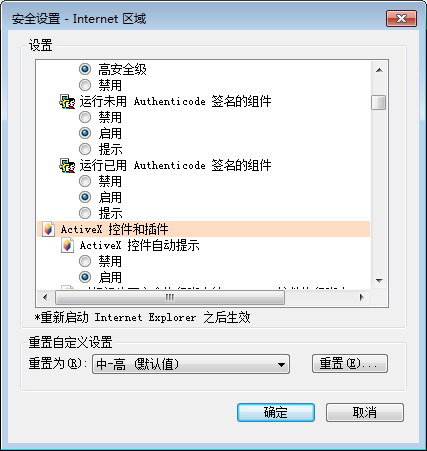 安全设置 - Internet 区域
设置
高安全级
禁用
运行未用 Authenticode 签名的组件
禁用
启用
提示
运行已用 Authenticode 签名的组件
禁用
启用
提示
ActiveX 控件和插件
ActiveX 控件自动提示
禁用
启用
*重新启动 Internet Explorer 之后生效
重置自定义设置
重置为(R): 中-高 (默认值) 重置(E)...
确定 取消